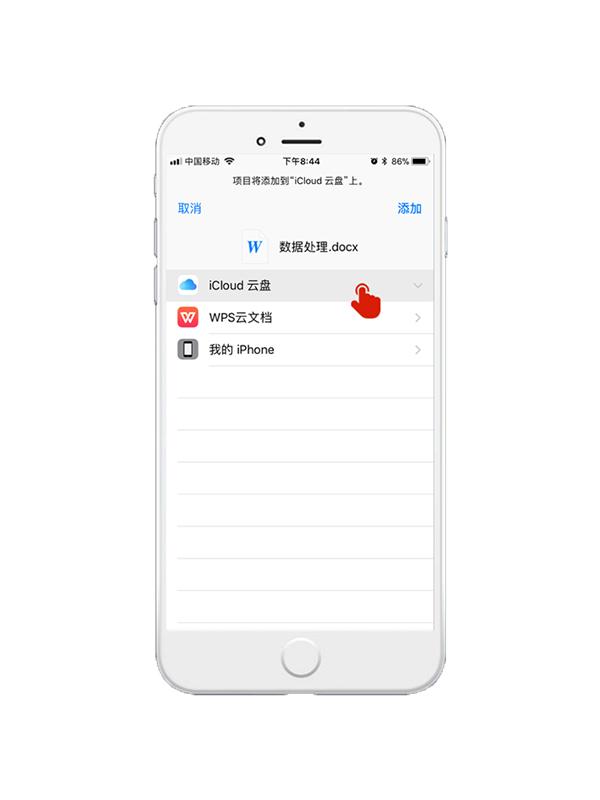 中国移动 下午8:44 86%
项目将添加到“iCloud 云盘”上。
取消 添加
W 数据处理.docx
iCloud 云盘
WPS云文档
我的 iPhone